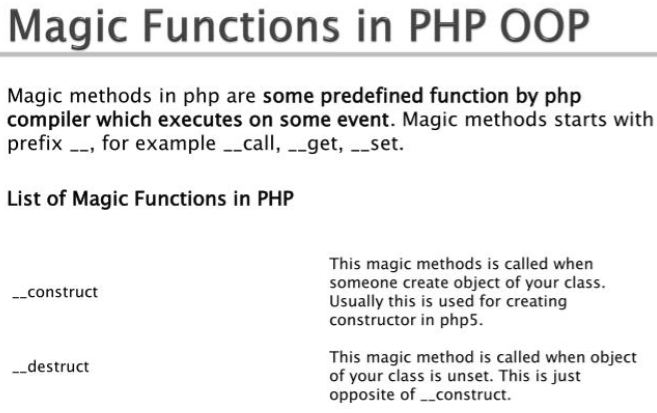 Magic Functions in PHP OOP
Magic methods in php are some predefined function by php
compiler which executes on some event. Magic methods starts with
prefix __, for example __call, __get, __set.
List of Magic Functions in PHP
__construct
This magic methods is called when
someone create object of your class.
Usually this is used for creating
constructor in php5.
__destruct
This magic method is called when object
of your class is unset. This is just
opposite of __construct.